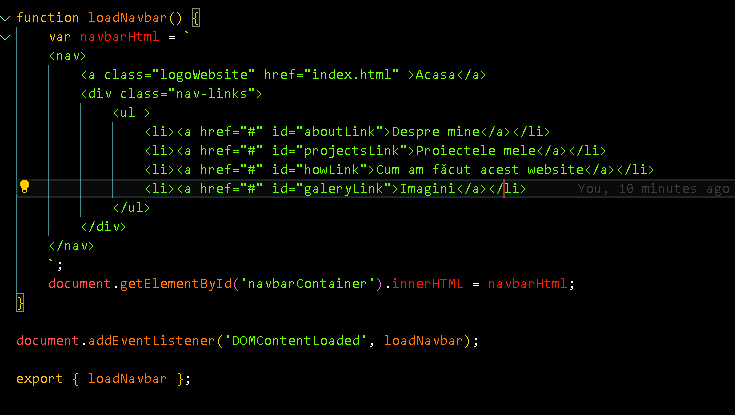 function loadNavbar() {
    var navbarHtml = `
    <nav>
        <a class="logoWebsite" href="index.html" >Acasa</a>
        <div class="nav-links">
            <ul >
                <li><a href="#" id="aboutLink">Despre mine</a></li>
                <li><a href="#" id="projectsLink">Proiectele mele</a></li>
                <li><a href="#" id="howLink">Cum am făcut acest website</a></li>
                <li><a href="#" id="galeryLink">Imagini</a></li>      You, 10 minutes ago
            </ul>
        </div>
    </nav>
    `;
    document.getElementById('navbarContainer').innerHTML = navbarHtml;
}
document.addEventListener('DOMContentLoaded', loadNavbar);
export { loadNavbar };